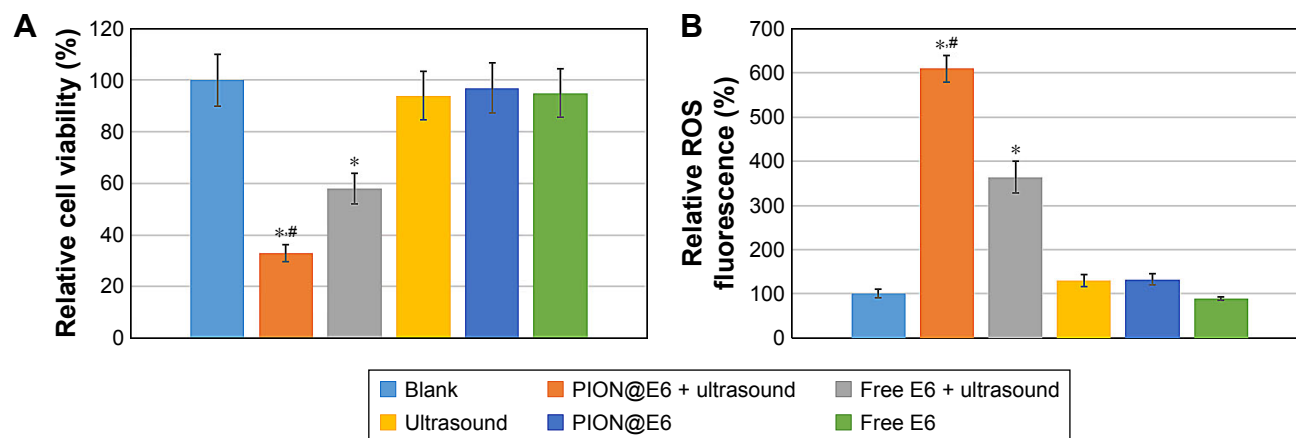 A
Relative cell viability (%)
120
100
80
60
40
20
0
*,#
*
B
Relative ROS
fluorescence (%)
700
600
500
400
300
200
100
0
*,#
*
Blank
PION@E6 + ultrasound
Free E6 + ultrasound
Ultrasound
PION@E6
Free E6